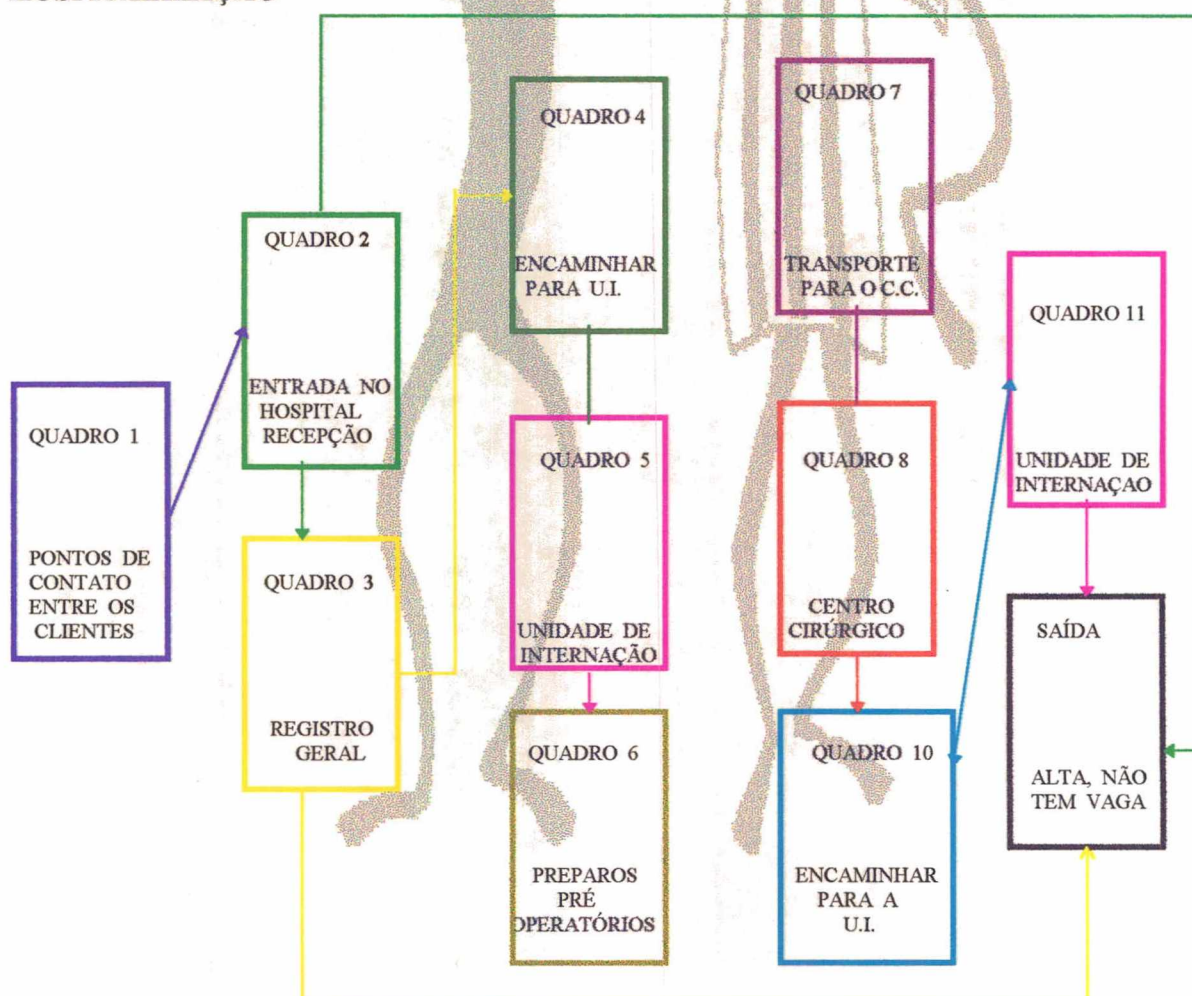 QUADRO 1
PONTOS DE
CONTATO
ENTRE OS
CLIENTES
QUADRO 2
ENTRADA NO
HOSPITAL
RECEPÇÃO
QUADRO 3
REGISTRO
GERAL
QUADRO 4
ENCAMINHAR
PARA U.I.
QUADRO 5
UNIDADE DE
INTERNAÇÃO
QUADRO 6
PREPAROS
PRÉ
OPERATÓRIOS
QUADRO 7
TRANSPORTE
PARA O C.C.
QUADRO 8
CENTRO
CIRÚRGICO
QUADRO 10
ENCAMINHAR
PARA A
U.I.
QUADRO 11
UNIDADE DE
INTERNAÇAO
SAÍDA
ALTA, NÃO
TEM VAGA